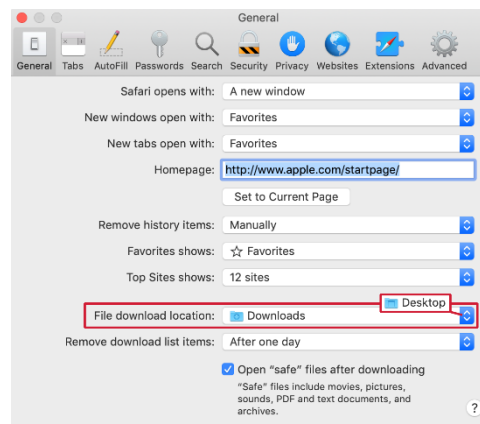 General
General Tabs AutoFill Passwords Search Security Privacy Websites Extensions Advanced
Safari opens with: A new window
New windows open with: Favorites
New tabs open with: Favorites
Homepage: http://www.apple.com/startpage/
Set to Current Page
Remove history items: Manually
Favorites shows: ☆ Favorites
Top Sites shows: 12 sites
Desktop
File download location: Downloads
Remove download list items: After one day
Open “safe” files after downloading
“Safe” files include movies, pictures,
sounds, PDF and text documents, and
archives.
?